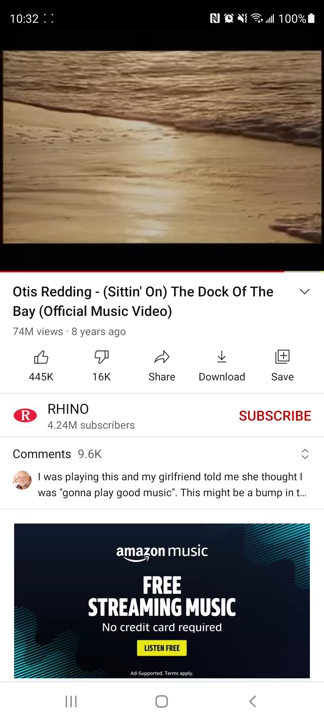 10:32
100%
Otis Redding - (Sittin' On) The Dock Of The
Bay (Official Music Video)
74M views · 8 years ago
445K
16K
Share
Download
Save
R
RHINO
4.24M subscribers
SUBSCRIBE
Comments 9.6K
I was playing this and my girlfriend told me she thought I
was "gonna play good music". This might be a bump in t...
amazon music
FREE
STREAMING MUSIC
No credit card required
LISTEN FREE
Ad-Supported. Terms apply.